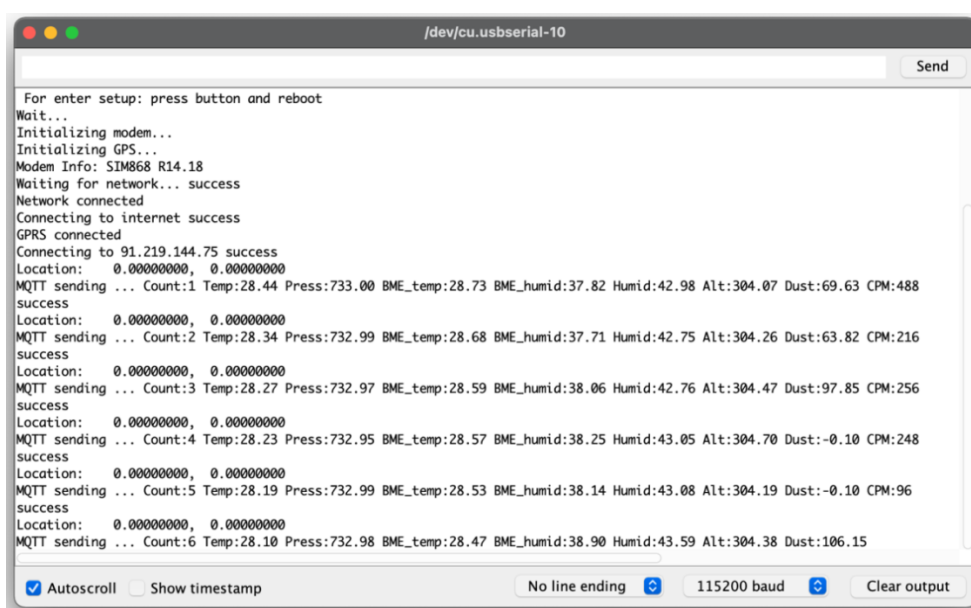 /dev/cu.usbserial-10
Send
For enter setup: press button and reboot
Wait...
Initializing modem...
Initializing GPS...
Modem Info: SIM868 R14.18
Waiting for network... success
Network connected
Connecting to internet success
GPRS connected
Connecting to 91.219.144.75 success
Location:    0.00000000,  0.00000000
MQTT sending ... Count:1 Temp:28.44 Press:733.00 BME_temp:28.73 BME_humid:37.82 Humid:42.98 Alt:304.07 Dust:69.63 CPM:488
success
Location:    0.00000000,  0.00000000
MQTT sending ... Count:2 Temp:28.34 Press:732.99 BME_temp:28.68 BME_humid:37.71 Humid:42.75 Alt:304.26 Dust:63.82 CPM:216
success
Location:    0.00000000,  0.00000000
MQTT sending ... Count:3 Temp:28.27 Press:732.97 BME_temp:28.59 BME_humid:38.06 Humid:42.76 Alt:304.47 Dust:97.85 CPM:256
success
Location:    0.00000000,  0.00000000
MQTT sending ... Count:4 Temp:28.23 Press:732.95 BME_temp:28.57 BME_humid:38.25 Humid:43.05 Alt:304.70 Dust:-0.10 CPM:248
success
Location:    0.00000000,  0.00000000
MQTT sending ... Count:5 Temp:28.19 Press:732.99 BME_temp:28.53 BME_humid:38.14 Humid:43.08 Alt:304.19 Dust:-0.10 CPM:96
success
Location:    0.00000000,  0.00000000
MQTT sending ... Count:6 Temp:28.10 Press:732.98 BME_temp:28.47 BME_humid:38.90 Humid:43.59 Alt:304.38 Dust:106.15
Autoscroll Show timestamp No line ending 115200 baud Clear output